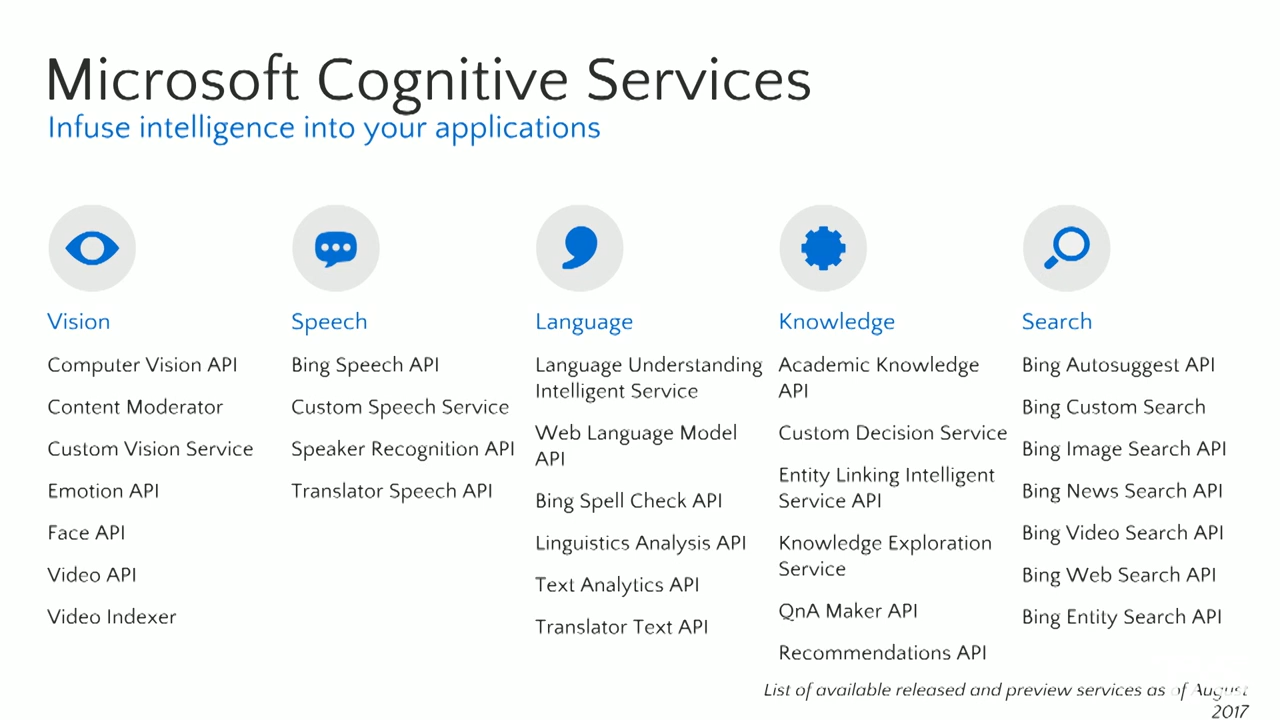 Microsoft Cognitive Services
Infuse intelligence into your applications
Vision
Computer Vision API
Content Moderator
Custom Vision Service
Emotion API
Face API
Video API
Video Indexer
Speech
Bing Speech API
Custom Speech Service
Speaker Recognition API
Translator Speech API
Language
Language Understanding
Intelligent Service
Web Language Model
API
Bing Spell Check API
Linguistics Analysis API
Text Analytics API
Translator Text API
Knowledge
Academic Knowledge
API
Custom Decision Service
Entity Linking Intelligent
Service API
Knowledge Exploration
Service
QnA Maker API
Recommendations API
Search
Bing Autosuggest API
Bing Custom Search
Bing Image Search API
Bing News Search API
Bing Video Search API
Bing Web Search API
Bing Entity Search API
List of available released and preview services as of August
2017